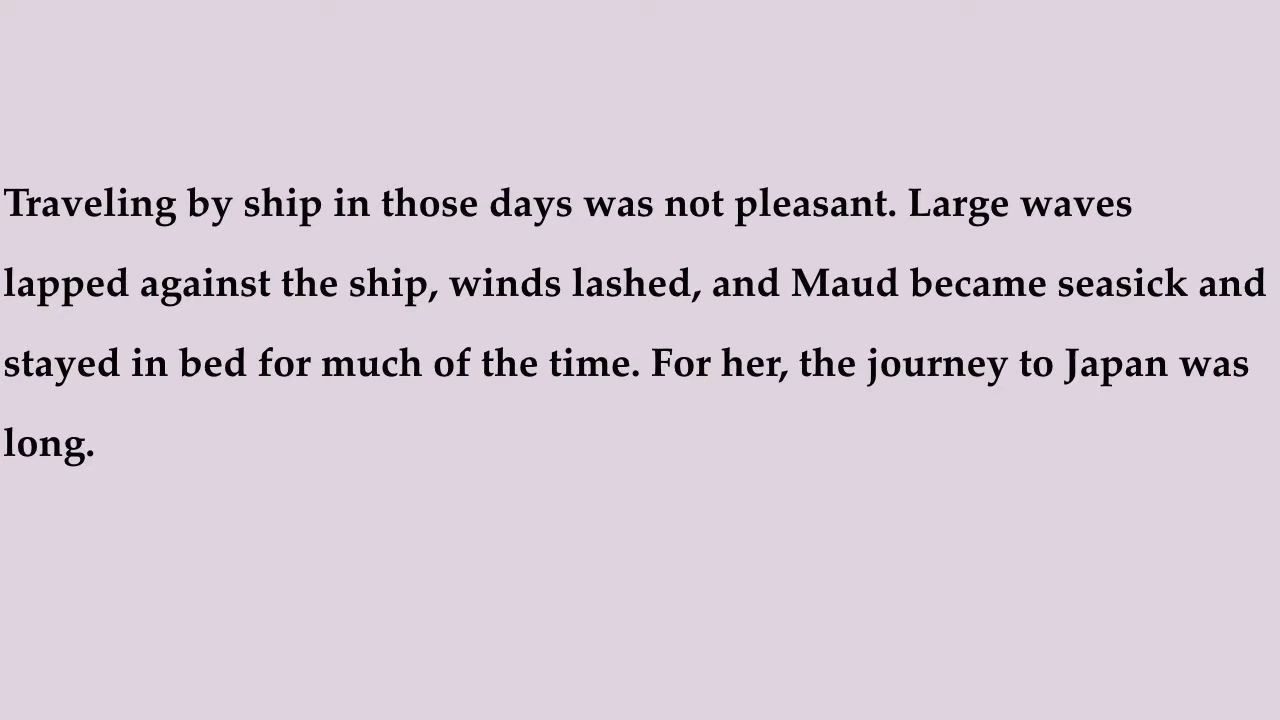 Traveling by ship in those days was not pleasant. Large waves
lapped against the ship, winds lashed, and Maud became seasick and
stayed in bed for much of the time. For her, the journey to Japan was
long.